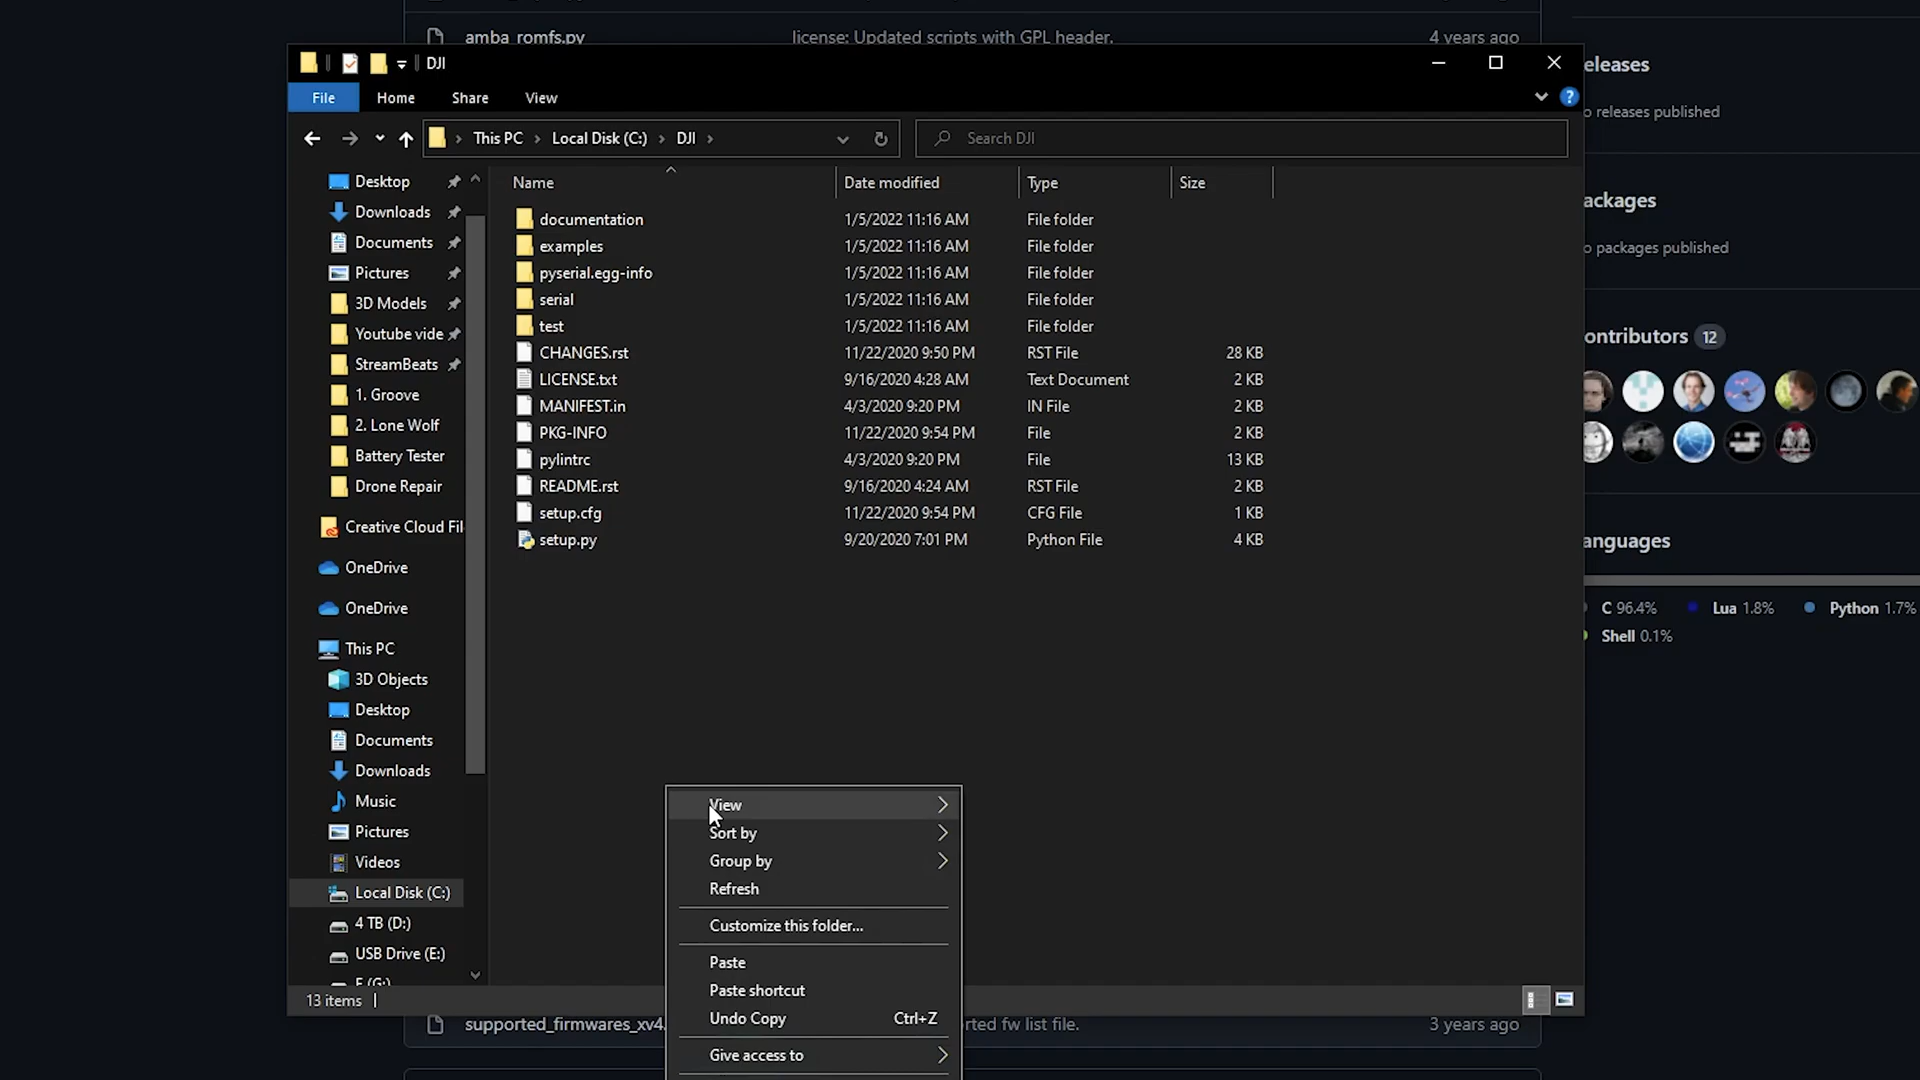 amba_romfs.py license: Updated scripts with GPL header. 4 years ago
DJI
File Home Share View
This PC Local Disk (C:) DJI
Search DJI
Name Date modified Type Size
documentation 1/5/2022 11:16 AM File folder
examples 1/5/2022 11:16 AM File folder
pyserial.egg-info 1/5/2022 11:16 AM File folder
serial 1/5/2022 11:16 AM File folder
test 1/5/2022 11:16 AM File folder
CHANGES.rst 11/22/2020 9:50 PM RST File 28 KB
LICENSE.txt 9/16/2020 4:28 AM Text Document 2 KB
MANIFEST.in 4/3/2020 9:20 PM IN File 2 KB
PKG-INFO 11/22/2020 9:54 PM File 2 KB
pylintrc 4/3/2020 9:20 PM File 13 KB
README.rst 9/16/2020 4:24 AM RST File 2 KB
setup.cfg 11/22/2020 9:54 PM CFG File 1 KB
setup.py 9/20/2020 7:01 PM Python File 4 KB
Desktop
Downloads
Documents
Pictures
3D Models
Youtube vide
StreamBeats
1. Groove
2. Lone Wolf
Battery Tester
Drone Repair
Creative Cloud Fil
OneDrive
OneDrive
This PC
3D Objects
Desktop
Documents
Downloads
Music
Pictures
Videos
Local Disk (C:)
4 TB (D:)
USB Drive (E:)
View
Sort by
Group by
Refresh
Customize this folder...
Paste
Paste shortcut
Undo Copy Ctrl+Z
Give access to
13 items
supported_firmwares_xv4. rted fw list file. 3 years ago
eleases
o releases published
ackages
o packages published
ontributors 12
anguages
C 96.4% Lua 1.8% Python 1.7%
Shell 0.1%